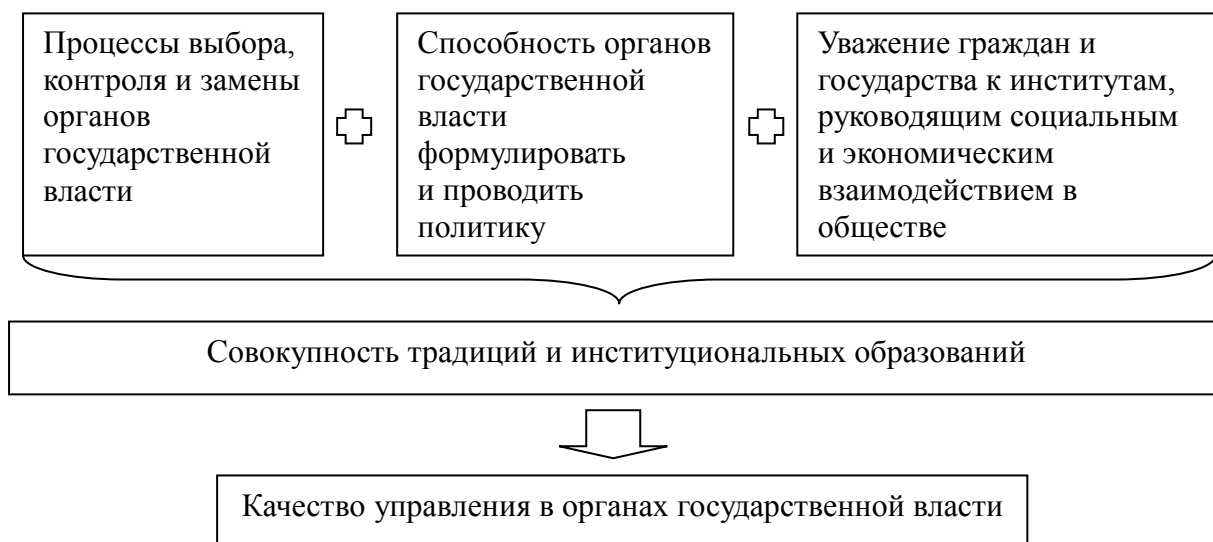 Процессы выбора,
контроля и замены
органов
государственной
власти
Способность органов
государственной
власти
формулировать
и проводить
политику
Уважение граждан и
государства к институтам,
руководящим социальным
и экономическим
взаимодействием в
обществе
Совокупность традиций и институциональных образований
Качество управления в органах государственной власти